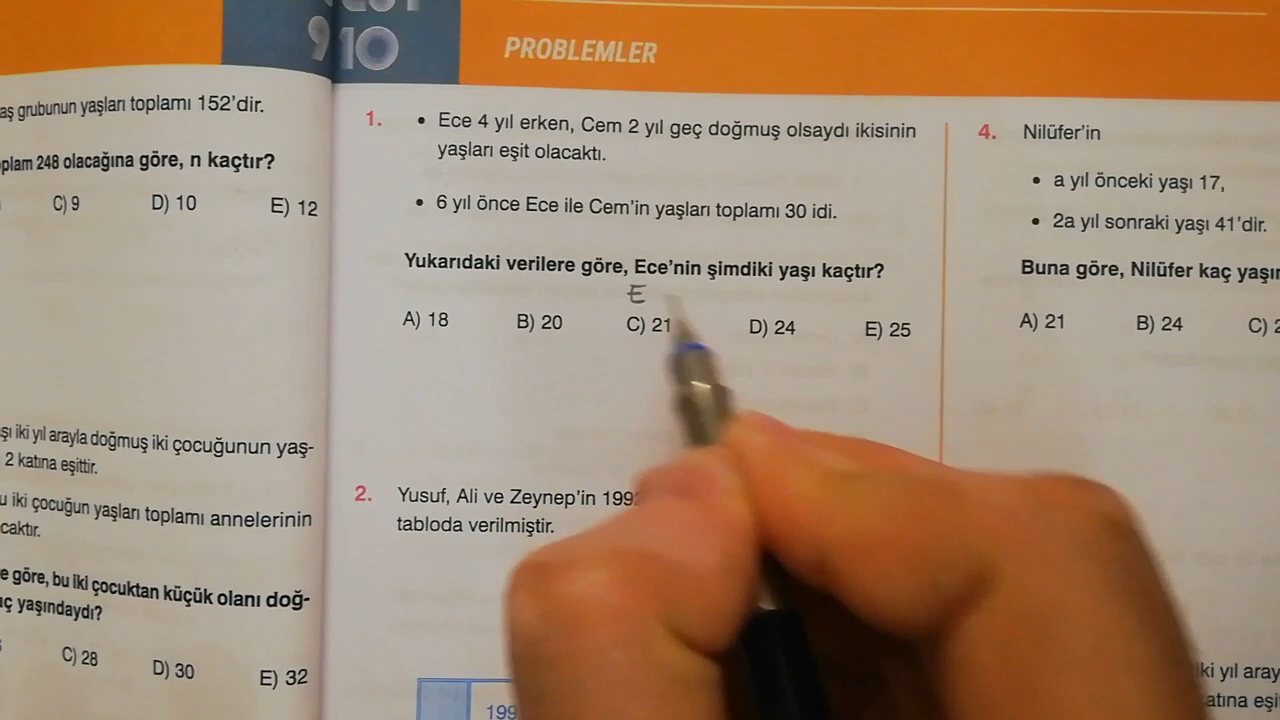 910
PROBLEMLER
aş grubunun yaşları toplamı 152'dir.
plam 248 olacağına göre, n kaçtır?
C) 9 D) 10 E) 12
şı iki yıl arayla doğmuş iki çocuğunun yaş-
2 katına eşittir.
u iki çocuğun yaşları toplamı annelerinin
caktır.
e göre, bu iki çocuktan küçük olanı doğ-
aç yaşındaydı?
C) 28 D) 30 E) 32
1. • Ece 4 yıl erken, Cem 2 yıl geç doğmuş olsaydı ikisinin
yaşları eşit olacaktı.
• 6 yıl önce Ece ile Cem'in yaşları toplamı 30 idi.
Yukarıdaki verilere göre, Ece'nin şimdiki yaşı kaçtır?
E
A) 18 B) 20 C) 21 D) 24 E) 25
2. Yusuf, Ali ve Zeynep'in 1992
tabloda verilmiştir.
199
4. Nilüfer'in
• a yıl önceki yaşı 17,
• 2a yıl sonraki yaşı 41'dir.
Buna göre, Nilüfer kaç yaşın
A) 21 B) 24 C) 2
iki yıl aray
atına eşi